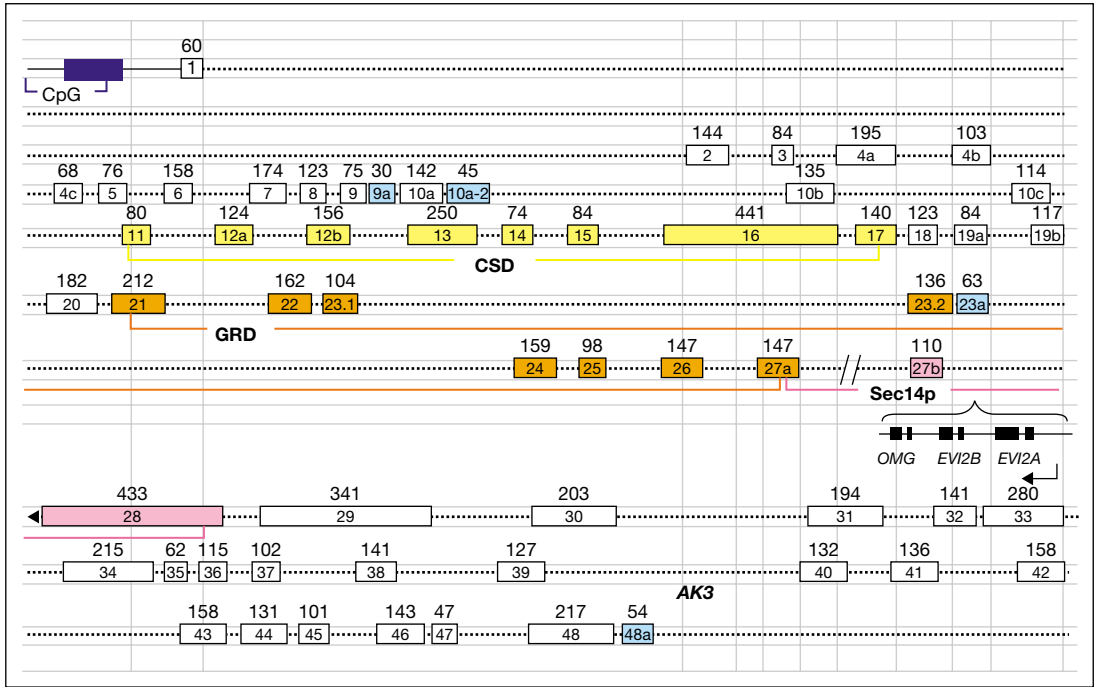 60
1
CpG
144 84 195 103
2 3 4a 4b
68 76 158 174 123 75 30 142 45 135 114
4c 5 6 7 8 9 9a 10a 10a-2 10b 10c
80 124 156 250 74 84 441 140 123 84 117
11 12a 12b 13 14 15 16 17 18 19a 19b
CSD
182 212 162 104 136 63
20 21 22 23.1 23.2 23a
GRD
159 98 147 147 110
24 25 26 27a 27b
Sec14p
OMG EVI2B EVI2A
433 341 203 194 141 280
28 29 30 31 32 33
215 62 115 102 141 127 132 136 158
34 35 36 37 38 39 40 41 42
AK3
158 131 101 143 47 217 54
43 44 45 46 47 48 48a